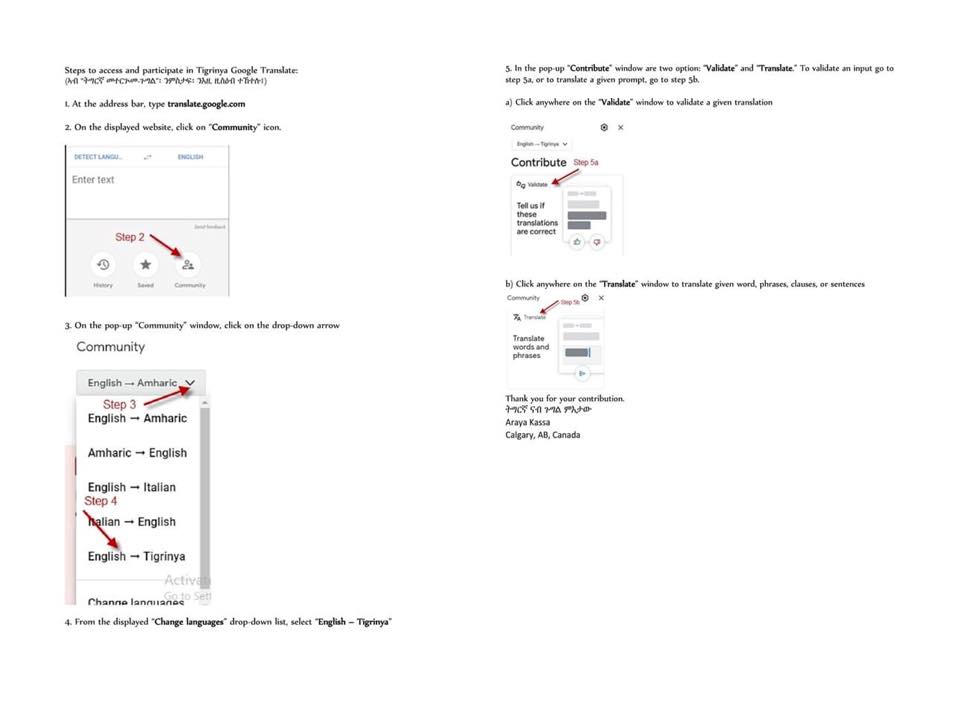 Steps to access and participate in Tigrinya Google Translate:
(ኣብ "ትግርኛ መተርጐመ-ጉግል"፣ ንምስታፍ፣ ንእዚ ዚስዕብ ተኸተሉ፤)
1. At the address bar, type translate.google.com
2. On the displayed website, click on "Community" icon.
DETECT LANGU... ENGLISH
Enter text
Send feedback
Step 2
History Saved Community
3. On the pop-up "Community" window, click on the drop-down arrow
Community
English → Amharic
Step 3
English → Amharic
Amharic → English
English → Italian
Step 4
Italian → English
English → Tigrinya
Activat
Go to Sett
Change languages
4. From the displayed "Change languages" drop-down list, select "English – Tigrinya"
5. In the pop-up "Contribute" window are two option: "Validate" and "Translate." To validate an input go to
step 5a, or to translate a given prompt, go to step 5b.
a) Click anywhere on the "Validate" window to validate a given translation
Community
English → Tigrinya
Contribute Step 5a
Validate
Tell us if
these
translations
are correct
b) Click anywhere on the "Translate" window to translate given word, phrases, clauses, or sentences
Community
Step 5b
Translate
Translate
words and
phrases
Thank you for your contribution.
ትግርኛ ናብ ጉግል ምእታው
Araya Kassa
Calgary, AB, Canada